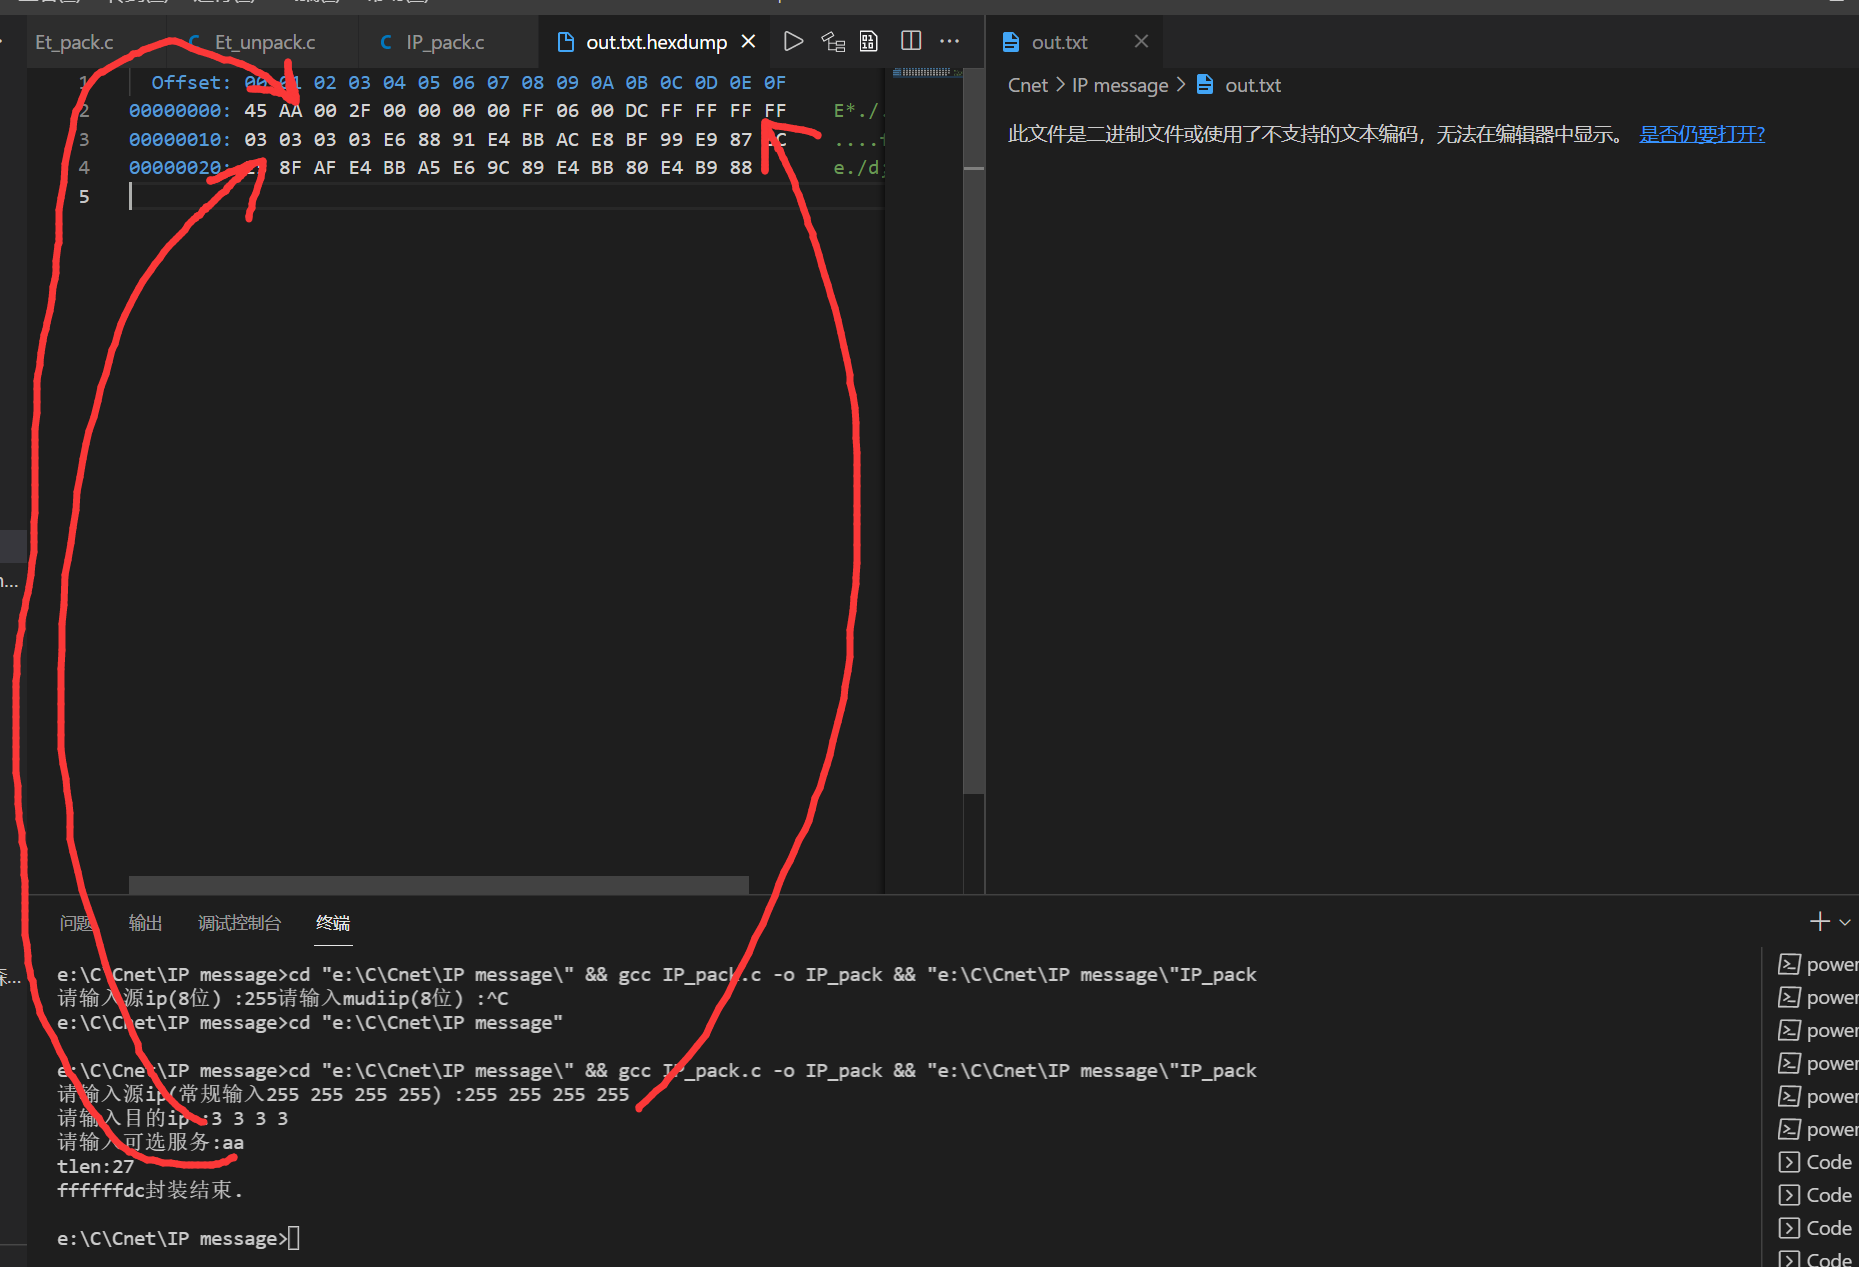 Et_pack.c
Et_unpack.c
IP_pack.c
out.txt.hexdump
out.txt
Cnet > IP message > out.txt
此文件是二进制文件或使用了不支持的文本编码，无法在编辑器中显示。 是否仍要打开?
1 Offset: 00 01 02 03 04 05 06 07 08 09 0A 0B 0C 0D 0E 0F
2 00000000: 45 AA 00 2F 00 00 00 00 FF 06 00 DC FF FF FF FF E*./
3 00000010: 03 03 03 03 E6 88 91 E4 BB AC E8 BF 99 E9 87 ....
4 00000020: 8F AF E4 BB A5 E6 9C 89 E4 BB 80 E4 B9 88 e./d;
5
问题 输出 调试控制台 终端
e:\C\Cnet\IP message>cd "e:\C\Cnet\IP message\" && gcc IP_pack.c -o IP_pack && "e:\C\Cnet\IP message\"IP_pack
请输入源ip(8位) :255请输入mudiip(8位) :^C
e:\C\Cnet\IP message>cd "e:\C\Cnet\IP message"
e:\C\Cnet\IP message>cd "e:\C\Cnet\IP message\" && gcc IP_pack.c -o IP_pack && "e:\C\Cnet\IP message\"IP_pack
请输入源ip(常规输入255 255 255 255) :255 255 255 255
请输入目的ip :3 3 3 3
请输入可选服务:aa
tlen:27
ffffffdc封装结束.
e:\C\Cnet\IP message>
power
power
power
power
power
power
Code
Code
Code
Code